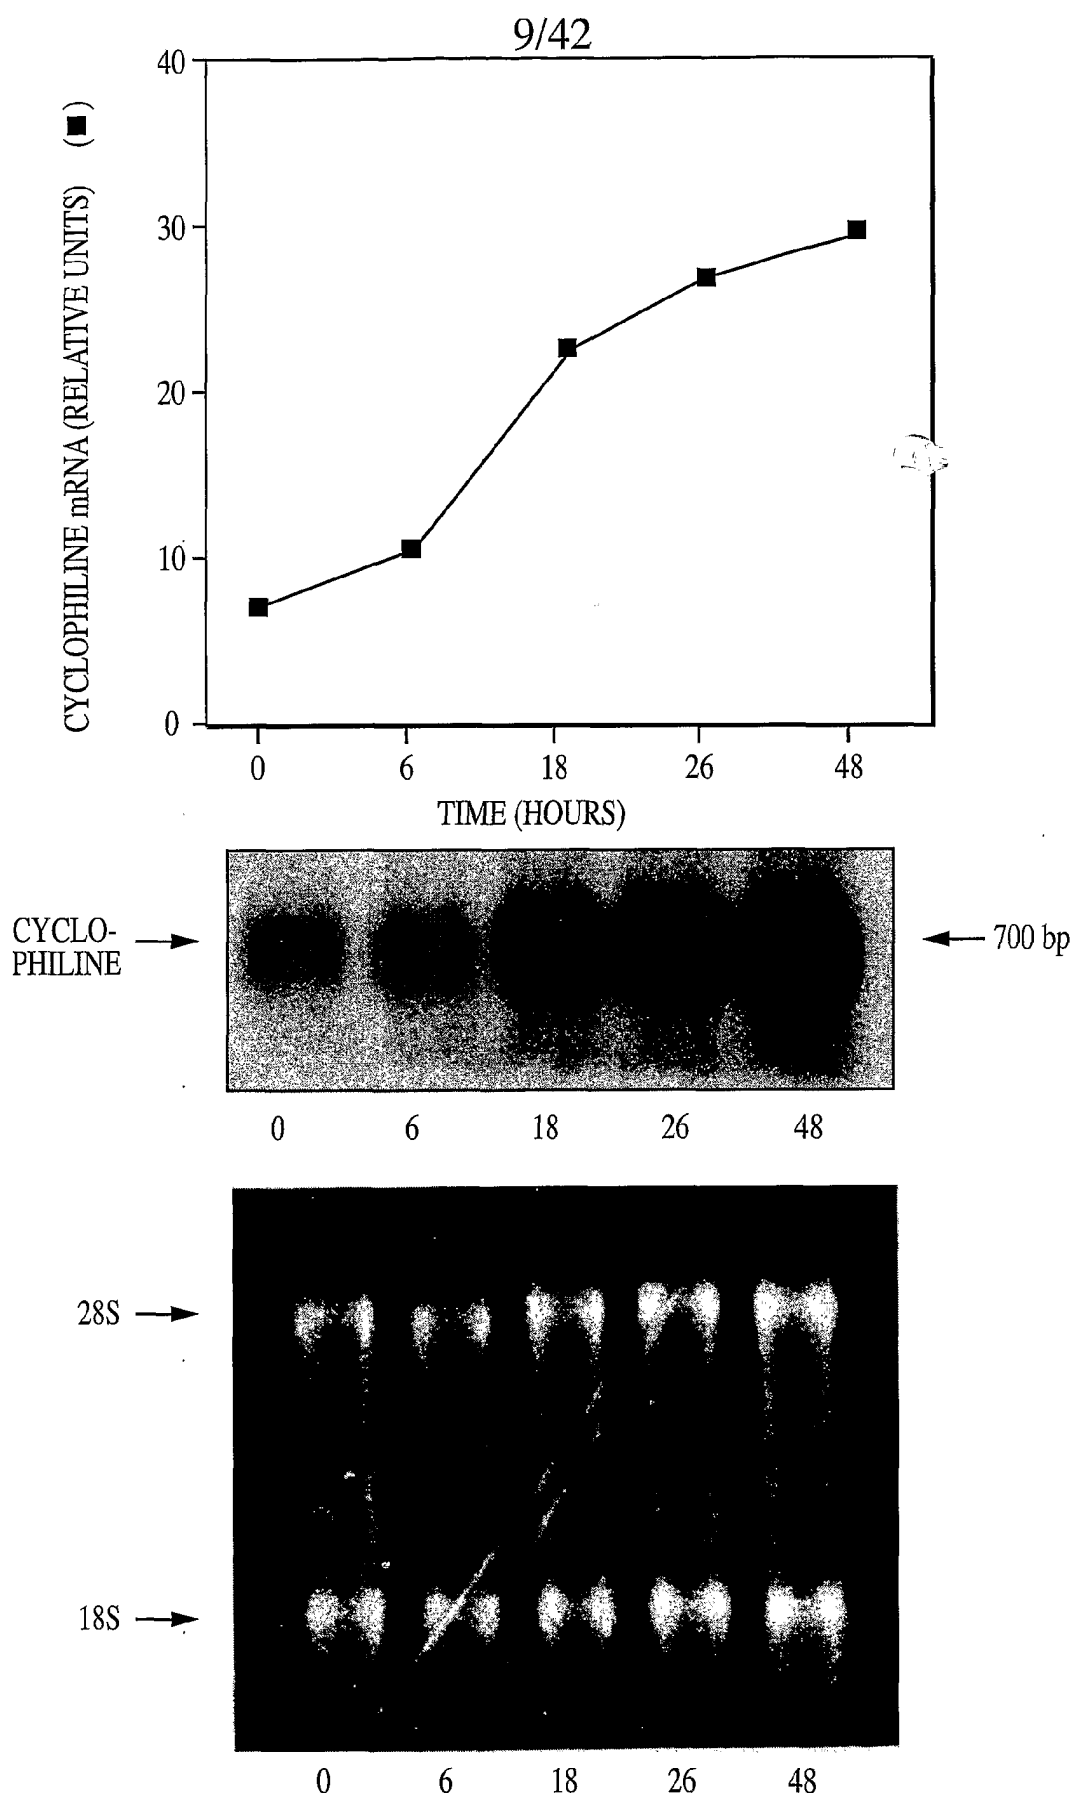 9/42
CYCLOPHILINE mRNA (RELATIVE UNITS) (■)
40
30
20
10
0
0 6 18 26 48
TIME (HOURS)
CYCLO-
PHILINE
700 bp
0 6 18 26 48
28S
18S
0 6 18 26 48